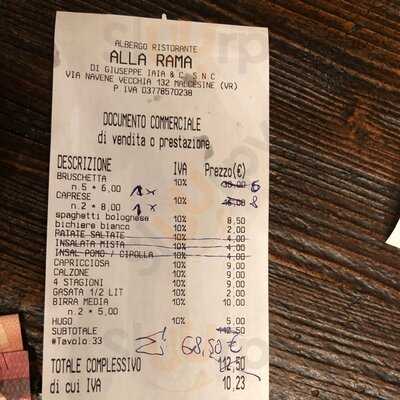 ALBERGO RISTORANTE
ALLA RAMA
DI GIUSEPPE IAIA & C. S.N.C
VIA NAVENE VECCHIA 132 MALCESINE (VR)
P IVA 03778570238
DOCUMENTO COMMERCIALE
di vendita o prestazione
DESCRIZIONE IVA Prezzo(€)
BRUSCHETTA 10% 30,00 6
n.5 * 6,00 1x
CAPRESE 10% 16,00 8
n.2 * 8,00 1x
spaghetti bolognese 10% 8,50
bichiere bianco 10% 2,00
PATATE SALTATE 10% 4,00
INSALATA MISTA 10% 4,00
INSAL POMO / CIPOLLA 10% 4,00
CAPRICCIOSA 10% 9,00
CALZONE 10% 9,00
4 STAGIONI 10% 9,00
GASATA 1/2 LIT 10% 2,00
BIRRA MEDIA 10% 10,00
n.2 * 5,00
HUGO 10% 5,00
SUBTOTALE 112,50
#Tavolo:33 Σ 68,50 €
TOTALE COMPLESSIVO 112,50
di cui IVA 10,23